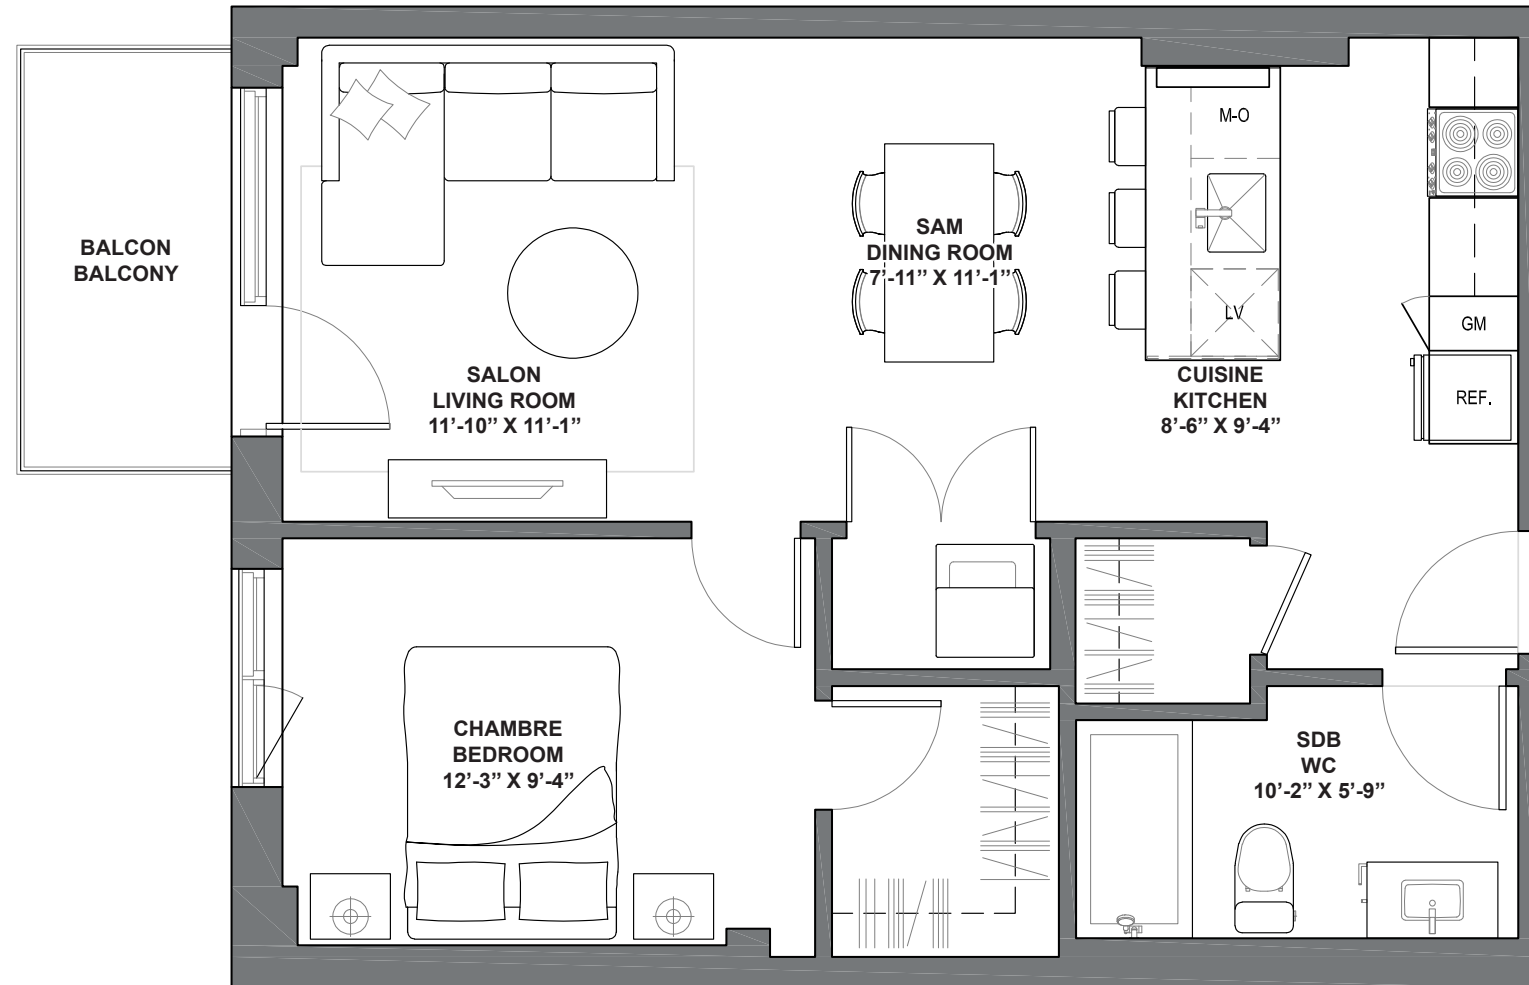 BALCON
BALCONY
SALON
LIVING ROOM
11’-10” X 11’-1”
SAM
DINING ROOM
7’-11” X 11’-1”
M-O
LV
CUISINE
KITCHEN
8’-6” X 9’-4”
GM
REF.
CHAMBRE
BEDROOM
12’-3” X 9’-4”
SDB
WC
10’-2” X 5’-9”